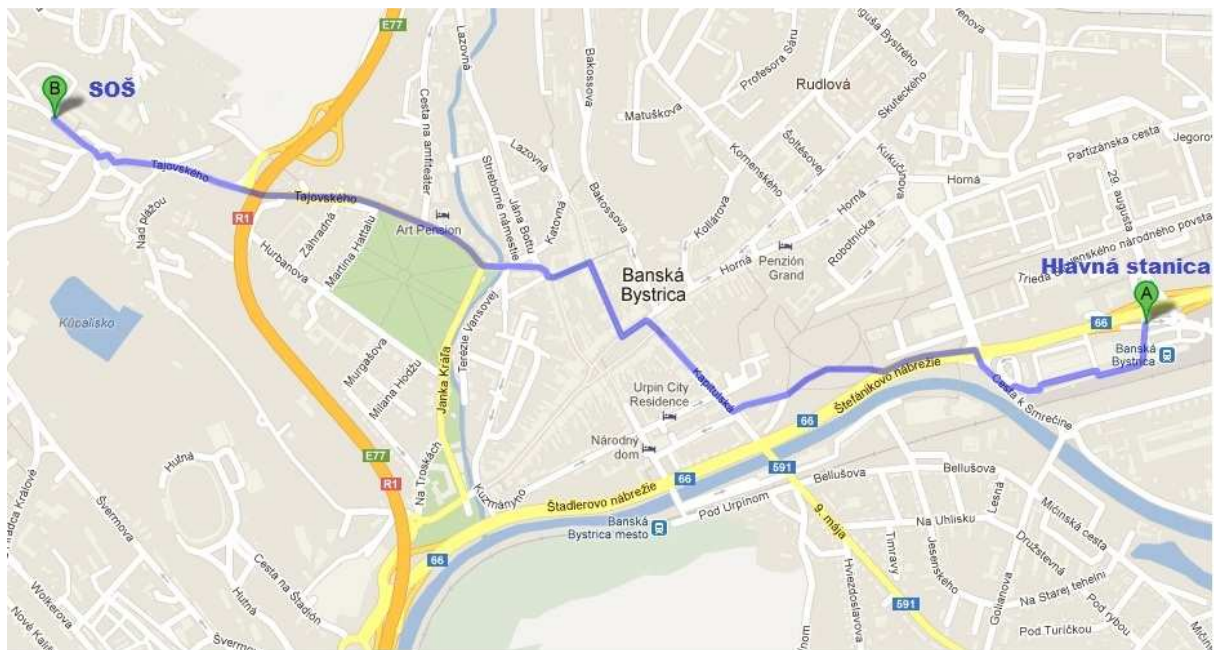 E77
Lazovná
Bakossova
Profesora Sáru
Rudlová
Skuteckého
B
SOŠ
Cesta na amfiteáter
Matuškova
Šoltésovej
Komenského
Kukučínova
Partizánska cesta
Jegorov
Horná
29. augusta
Tajovského
Tajovského
Lazovná
Strieborné námestie
Jána Bottu
Katovná
Bakossova
Kollárova
Horná
Robotnícka
R1
Nad plážou
Záhradná
Martina Hattalu
Hurbanova
Art Pension
Horná
Penzión
Grand
Banská
Bystrica
Hlavná stanica
A
66
Kúpalisko
Terézie Vansovej
Janka Kráľa
Murgašova
Milana Hodžu
Kapitulská
Urpín City
Residence
Štefánikovo nábrežie
Cesta k Smrečine
Banská
Bystrica
66
Národný
dom
E77
R1
Na Troskách
Kuzmányho
Štadlerovo nábrežie
66
591
Bellušova
Bellušova
Lesná
Hutná
Švermova
Pod Urpínom
Banská
Bystrica mesto
9. mája
Na Uhlisku
Mičinská cesta
66
Cesta na Štadión
Hutná
Timravy
Jesenského
Družstevná
Hviezdoslavova
Golianova
Na Starej tehelni
Pod rybou
Wolkerova
Švermova
591
Pod Turíčkou